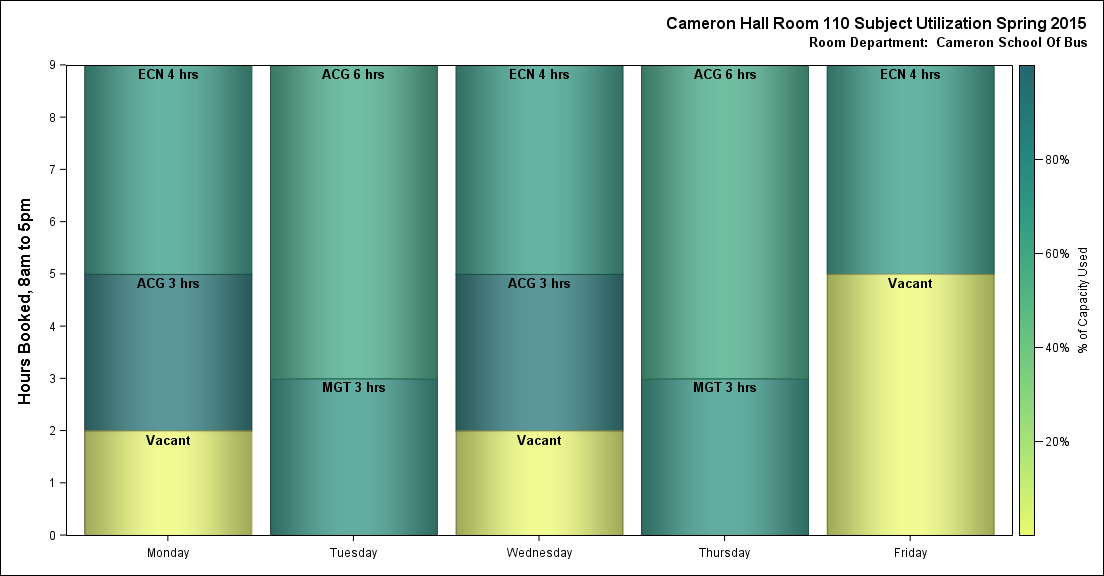 Cameron Hall Room 110 Subject Utilization Spring 2015
Room Department:  Cameron School Of Bus
Hours Booked, 8am to 5pm
9
8
7
6
5
4
3
2
1
0
ECN 4 hrs
ACG 3 hrs
Vacant
ACG 6 hrs
MGT 3 hrs
ECN 4 hrs
ACG 3 hrs
Vacant
ACG 6 hrs
MGT 3 hrs
ECN 4 hrs
Vacant
Monday
Tuesday
Wednesday
Thursday
Friday
80%
60%
40%
20%
% of Capacity Used